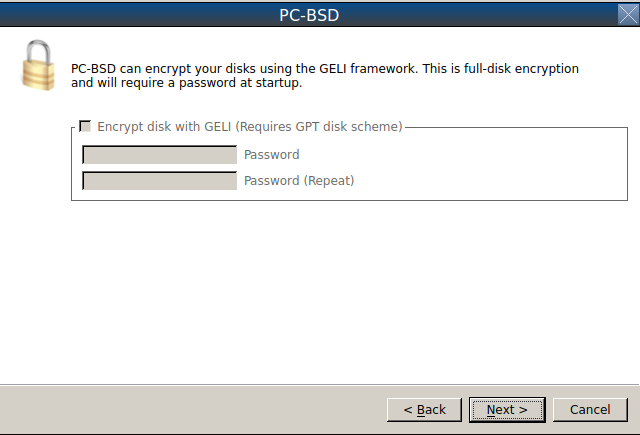 PC-BSD
PC-BSD can encrypt your disks using the GELI framework. This is full-disk encryption
and will require a password at startup.
Encrypt disk with GELI (Requires GPT disk scheme)
Password
Password (Repeat)
< Back
Next >
Cancel